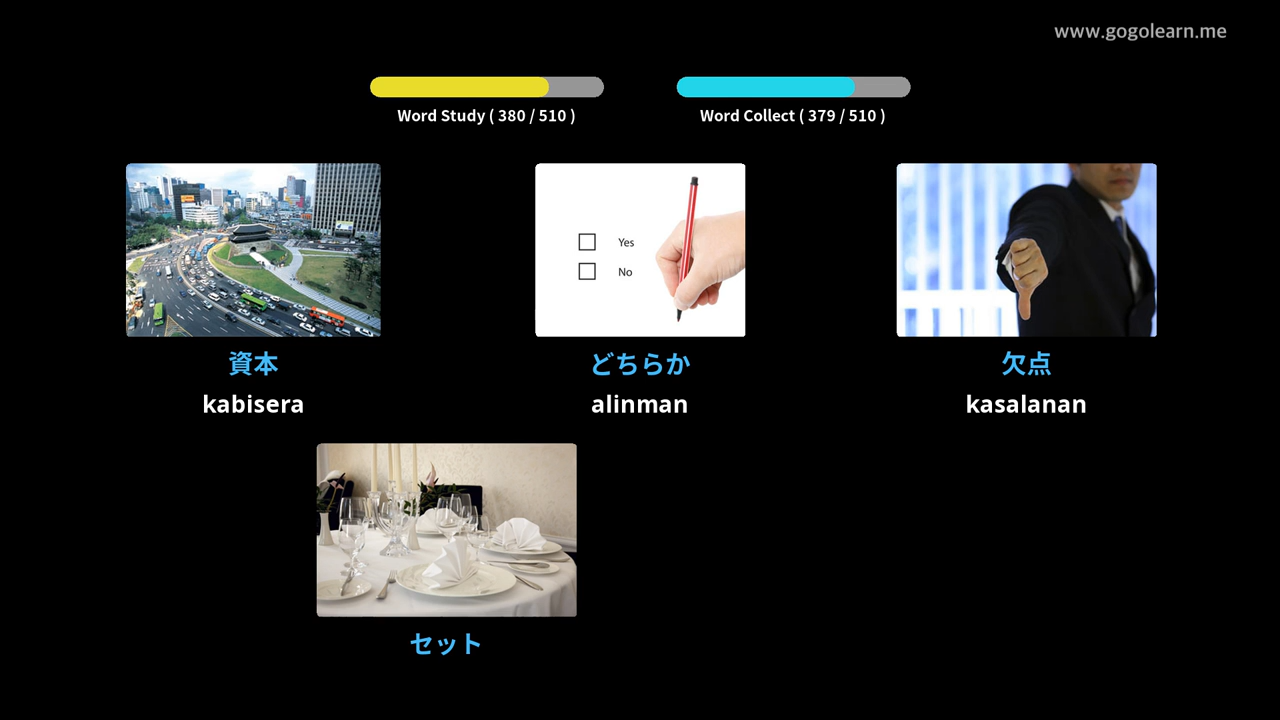 www.gogolearn.me
Word Study ( 380 / 510 )
Word Collect ( 379 / 510 )
Yes
No
資本
どちらか
欠点
kabisera
alinman
kasalanan
セット